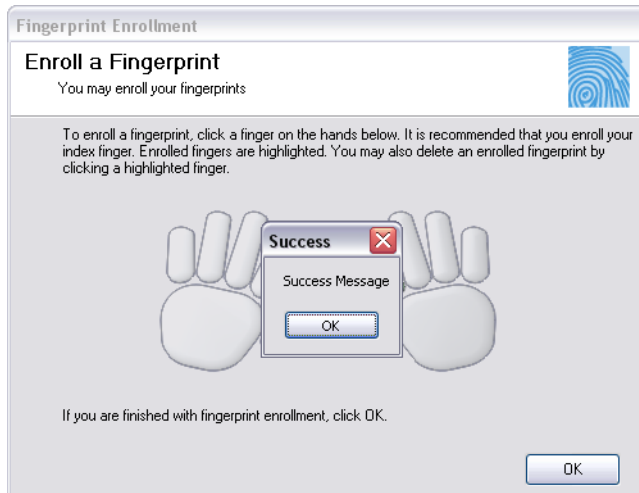 Fingerprint Enrollment
Enroll a Fingerprint
You may enroll your fingerprints
To enroll a fingerprint, click a finger on the hands below. It is recommended that you enroll your
index finger. Enrolled fingers are highlighted. You may also delete an enrolled fingerprint by
clicking a highlighted finger.
Success
Success Message
OK
If you are finished with fingerprint enrollment, click OK.
OK